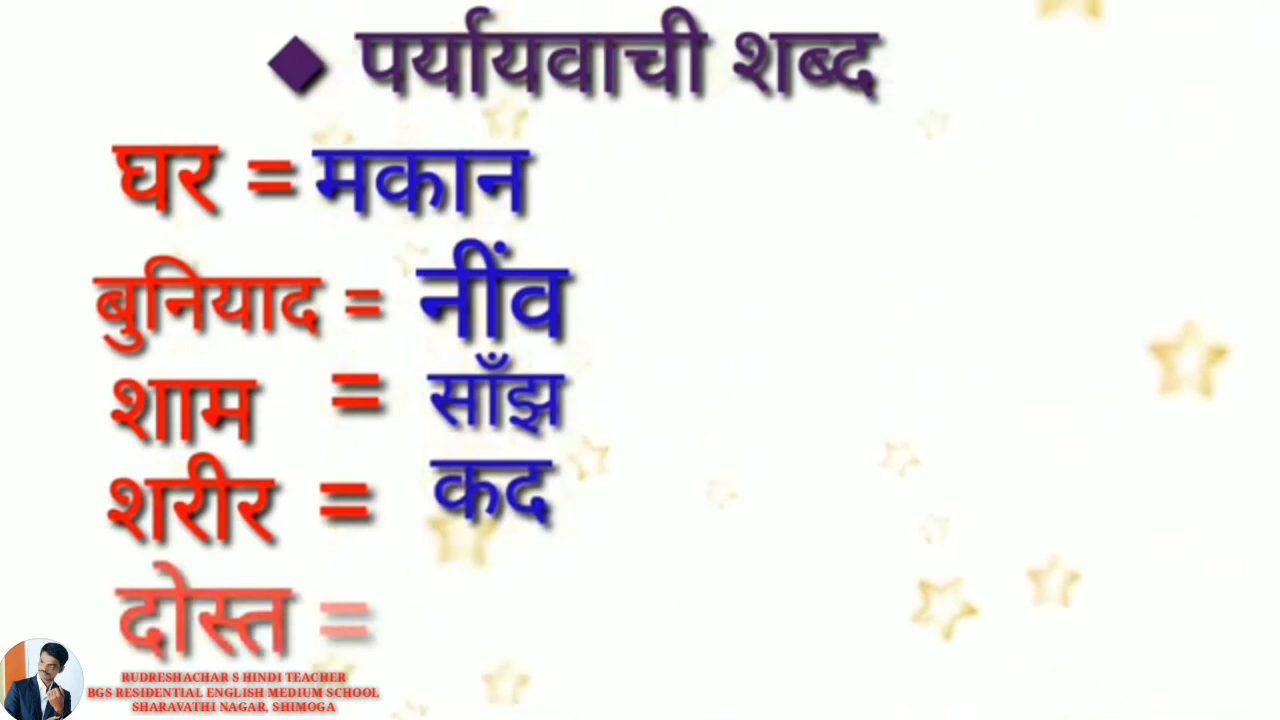 ◆ पर्यायवाची शब्द
घर = मकान
बुनियाद = नींव
शाम = साँझ
शरीर = कद
दोस्त =
RUDRESHACHAR S HINDI TEACHER
BGS RESIDENTIAL ENGLISH MEDIUM SCHOOL
SHARAVATHI NAGAR, SHIMOGA